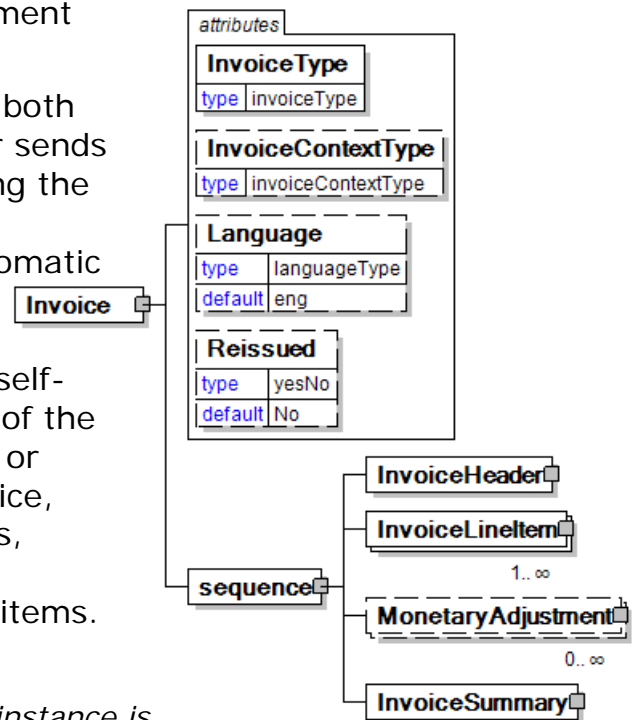 ment
both
r sends
ng the
omatic
self-
of the
or
ice,
s,
items.
instance is
attributes
InvoiceType
type invoiceType
InvoiceContextType
type invoiceContextType
Language
type languageType
default eng
Reissued
type yesNo
default No
Invoice
sequence
InvoiceHeader
InvoiceLineItem
1..∞
MonetaryAdjustment
0..∞
InvoiceSummary